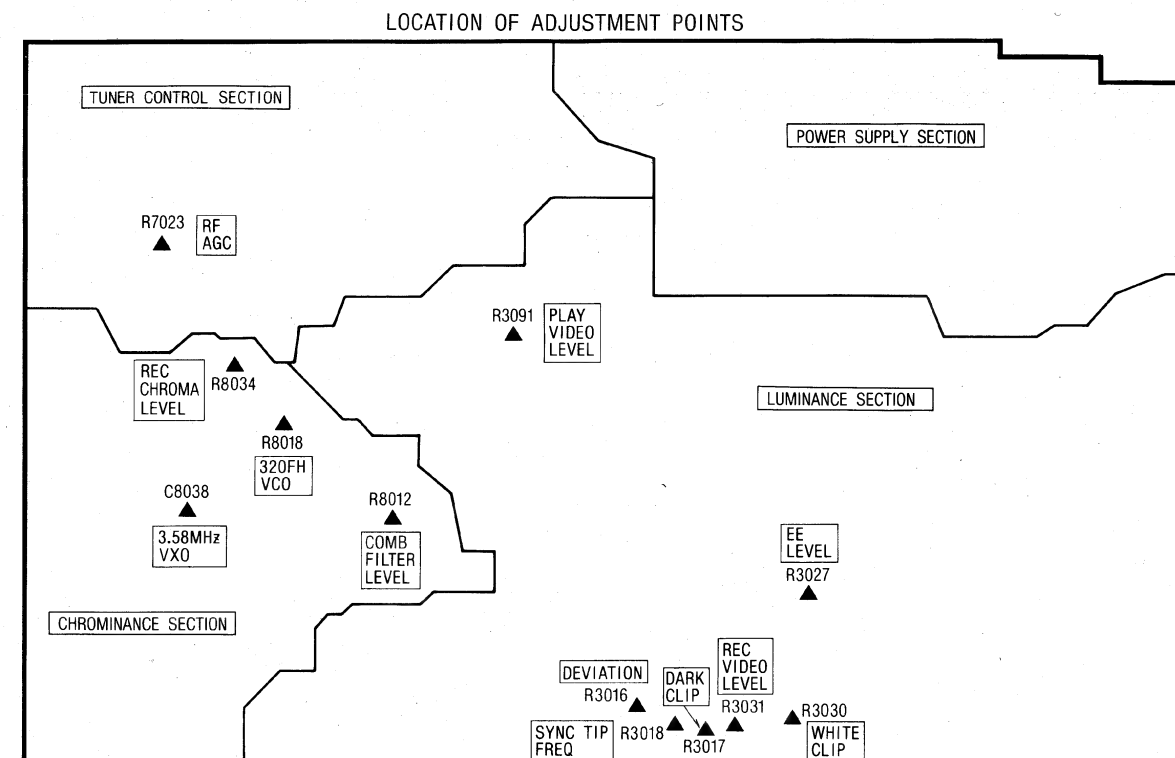 LOCATION OF ADJUSTMENT POINTS
TUNER CONTROL SECTION
POWER SUPPLY SECTION
R7023
RF
AGC
R3091
PLAY
VIDEO
LEVEL
REC
CHROMA
LEVEL
R8034
LUMINANCE SECTION
R8018
320FH
VCO
C8038
3.58MHz
VXO
R8012
COMB
FILTER
LEVEL
EE
LEVEL
R3027
CHROMINANCE SECTION
DEVIATION
R3016
DARK
CLIP
REC
VIDEO
LEVEL
R3031
R3030
SYNC TIP
FREQ
R3018
R3017
WHITE
CLIP